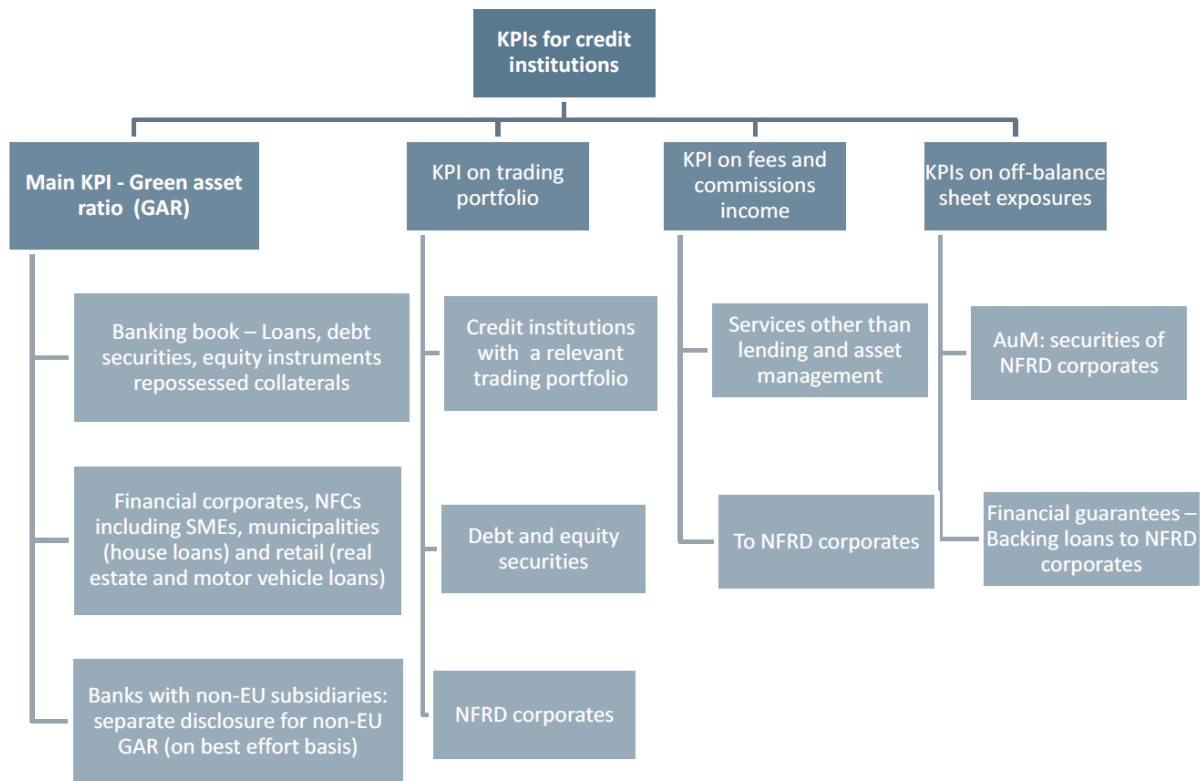 KPIs for credit
institutions
Main KPI - Green asset
ratio  (GAR)
Banking book – Loans, debt
securities, equity instruments
repossessed collaterals
Financial corporates, NFCs
including SMEs, municipalities
(house loans) and retail (real
estate and motor vehicle loans)
Banks with non-EU subsidiaries:
separate disclosure for non-EU
GAR (on best effort basis)
KPI on trading
portfolio
Credit institutions
with  a relevant
trading portfolio
Debt and equity
securities
NFRD corporates
KPI on fees and
commissions
income
Services other than
lending and asset
management
To NFRD corporates
KPIs on off-balance
sheet exposures
AuM: securities of
NFRD corporates
Financial guarantees –
Backing loans to NFRD
corporates